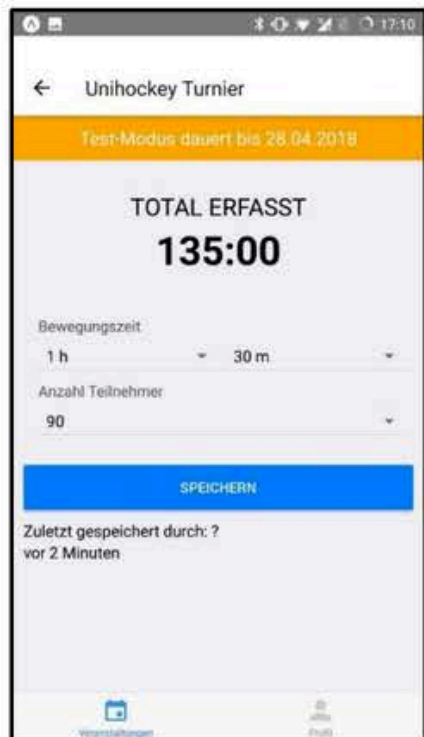 17:10
Unihockey Turnier
Test-Modus dauert bis 28.04.2018
TOTAL ERFASST
135:00
Bewegungszeit
1 h 30 m
Anzahl Teilnehmer
90
SPEICHERN
Zuletzt gespeichert durch: ?
vor 2 Minuten
Veranstaltungen Profil